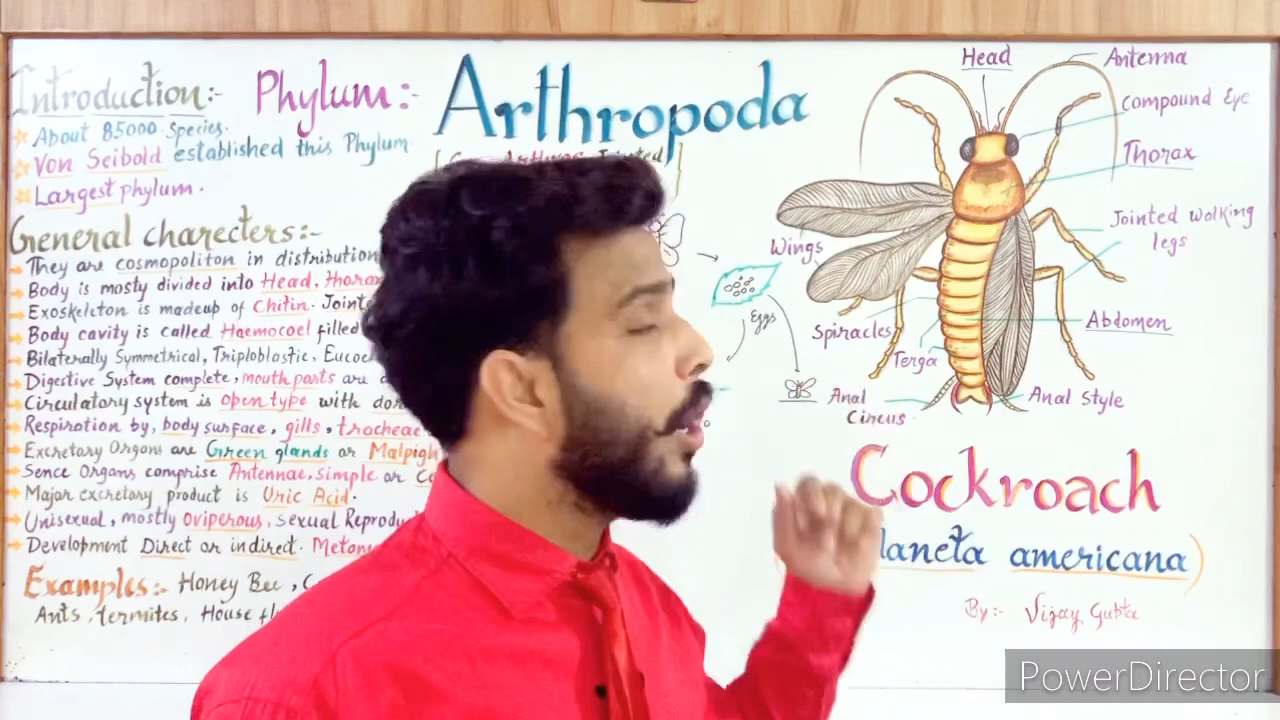 Introduction:-
About 85000 Species.
Von Seibold established this Phylum
Largest phylum.
Phylum:- Arthropoda
General charecters:-
They are cosmopoliton in distribution
Body is mostly divided into Head, thorax
Exoskeleton is madeup of Chitin. Joint
Body cavity is called Haemocoel filled
Bilaterally Symmetrical, Triploblastic, Eucoe
Digestive System complete, mouth parts are
Circulatory system is open type with dor
Respiration by, body surface, gills, tracheae
Excretory Organs are Green glands or Malpigh
Sence Organs comprise Antennae, simple or Co
Major excretory product is Uric Acid.
Unisexual, mostly oviperous, sexual Reprodu
Development Direct or indirect. Metam
Examples:- Honey Bee,
Ants, termites, House fl
Eggs
Head
Antenna
Compound Eye
Thorax
Jointed walking
legs
Wings
Spiracles
Terga
Abdomen
Anal
Circus
Anal Style
Cockroach
laneta americana)
By:- Vijay Gupta
PowerDirector